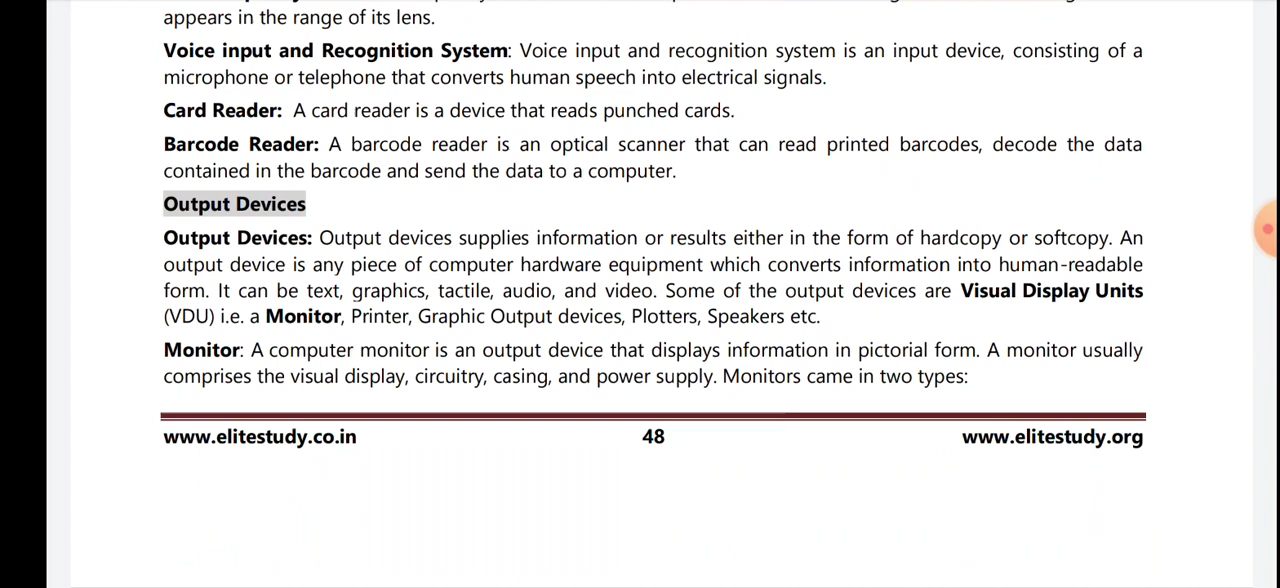 appears in the range of its lens.
Voice input and Recognition System: Voice input and recognition system is an input device, consisting of a
microphone or telephone that converts human speech into electrical signals.
Card Reader: A card reader is a device that reads punched cards.
Barcode Reader: A barcode reader is an optical scanner that can read printed barcodes, decode the data
contained in the barcode and send the data to a computer.
Output Devices
Output Devices: Output devices supplies information or results either in the form of hardcopy or softcopy. An
output device is any piece of computer hardware equipment which converts information into human-readable
form. It can be text, graphics, tactile, audio, and video. Some of the output devices are Visual Display Units
(VDU) i.e. a Monitor, Printer, Graphic Output devices, Plotters, Speakers etc.
Monitor: A computer monitor is an output device that displays information in pictorial form. A monitor usually
comprises the visual display, circuitry, casing, and power supply. Monitors came in two types:
www.elitestudy.co.in 48 www.elitestudy.org